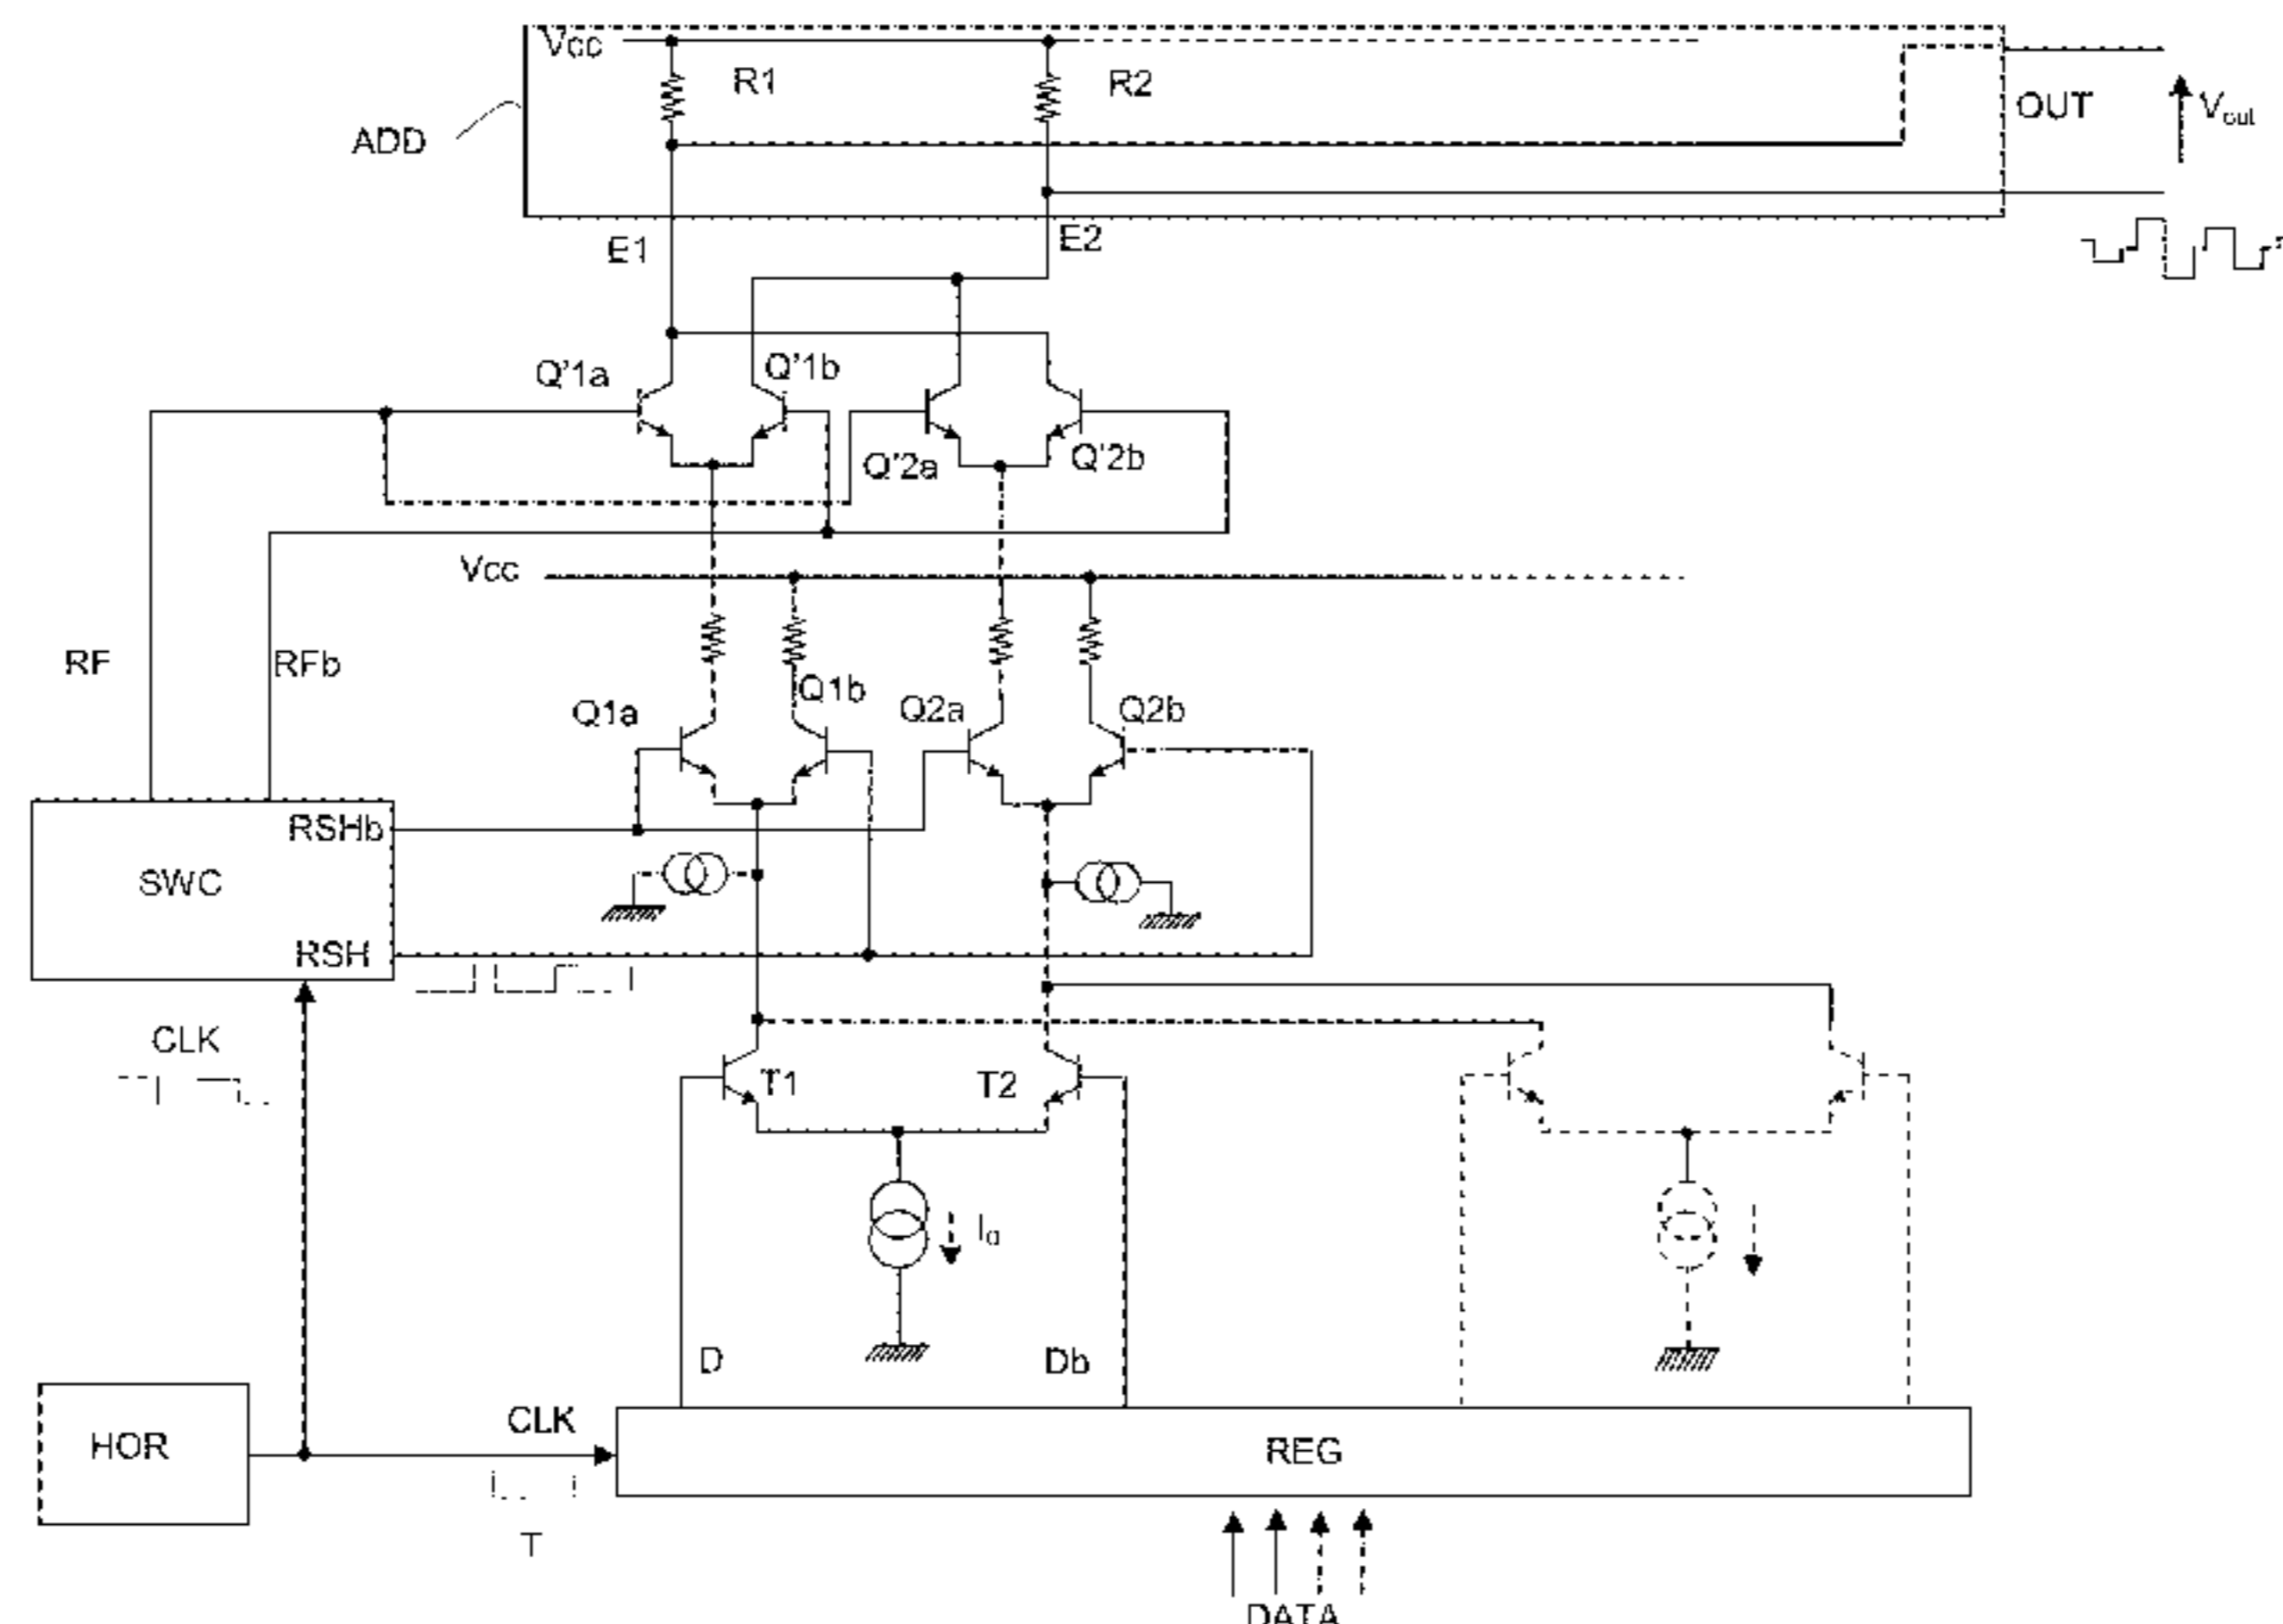 Vcc
R1
R2
ADD
OUT
Vout
E1
E2
Q'1a
Q'1b
Q'2a
Q'2b
Vcc
RF
RFb
Q1a
Q1b
Q2a
Q2b
RSHb
SWC
RSH
CLK
T1
T2
I0
D
Db
CLK
HOR
REG
T
DATA